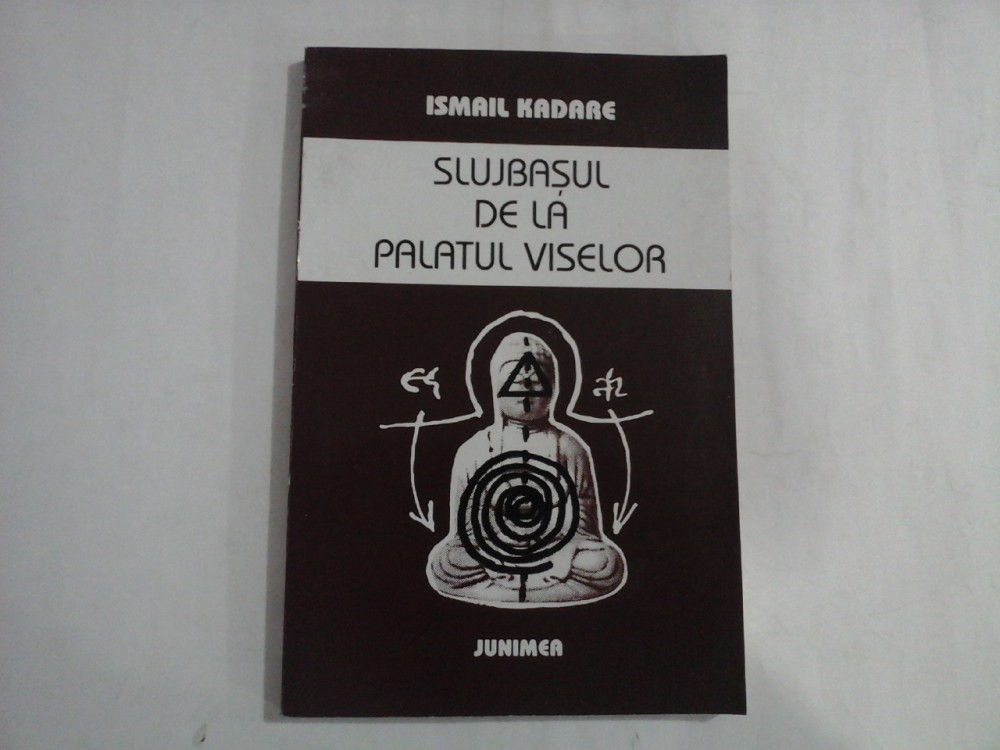 ISMAIL KADARE
SLUJBAȘUL
DE LA
PALATUL VISELOR
JUNIMEA